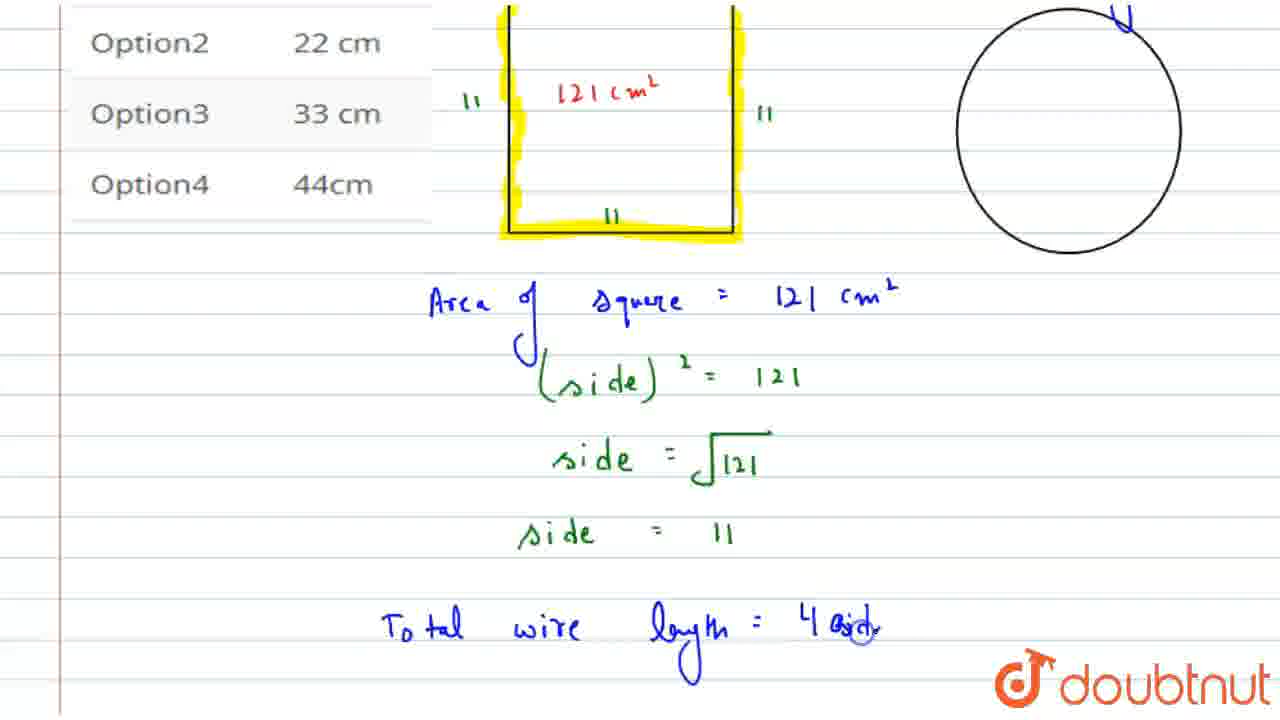 Option2 22 cm
Option3 33 cm
Option4 44cm
121 cm²
11
11
11
Area of square = 121 cm²
(side)² = 121
side = √121
side = 11
Total wire length = 4
doubtnut